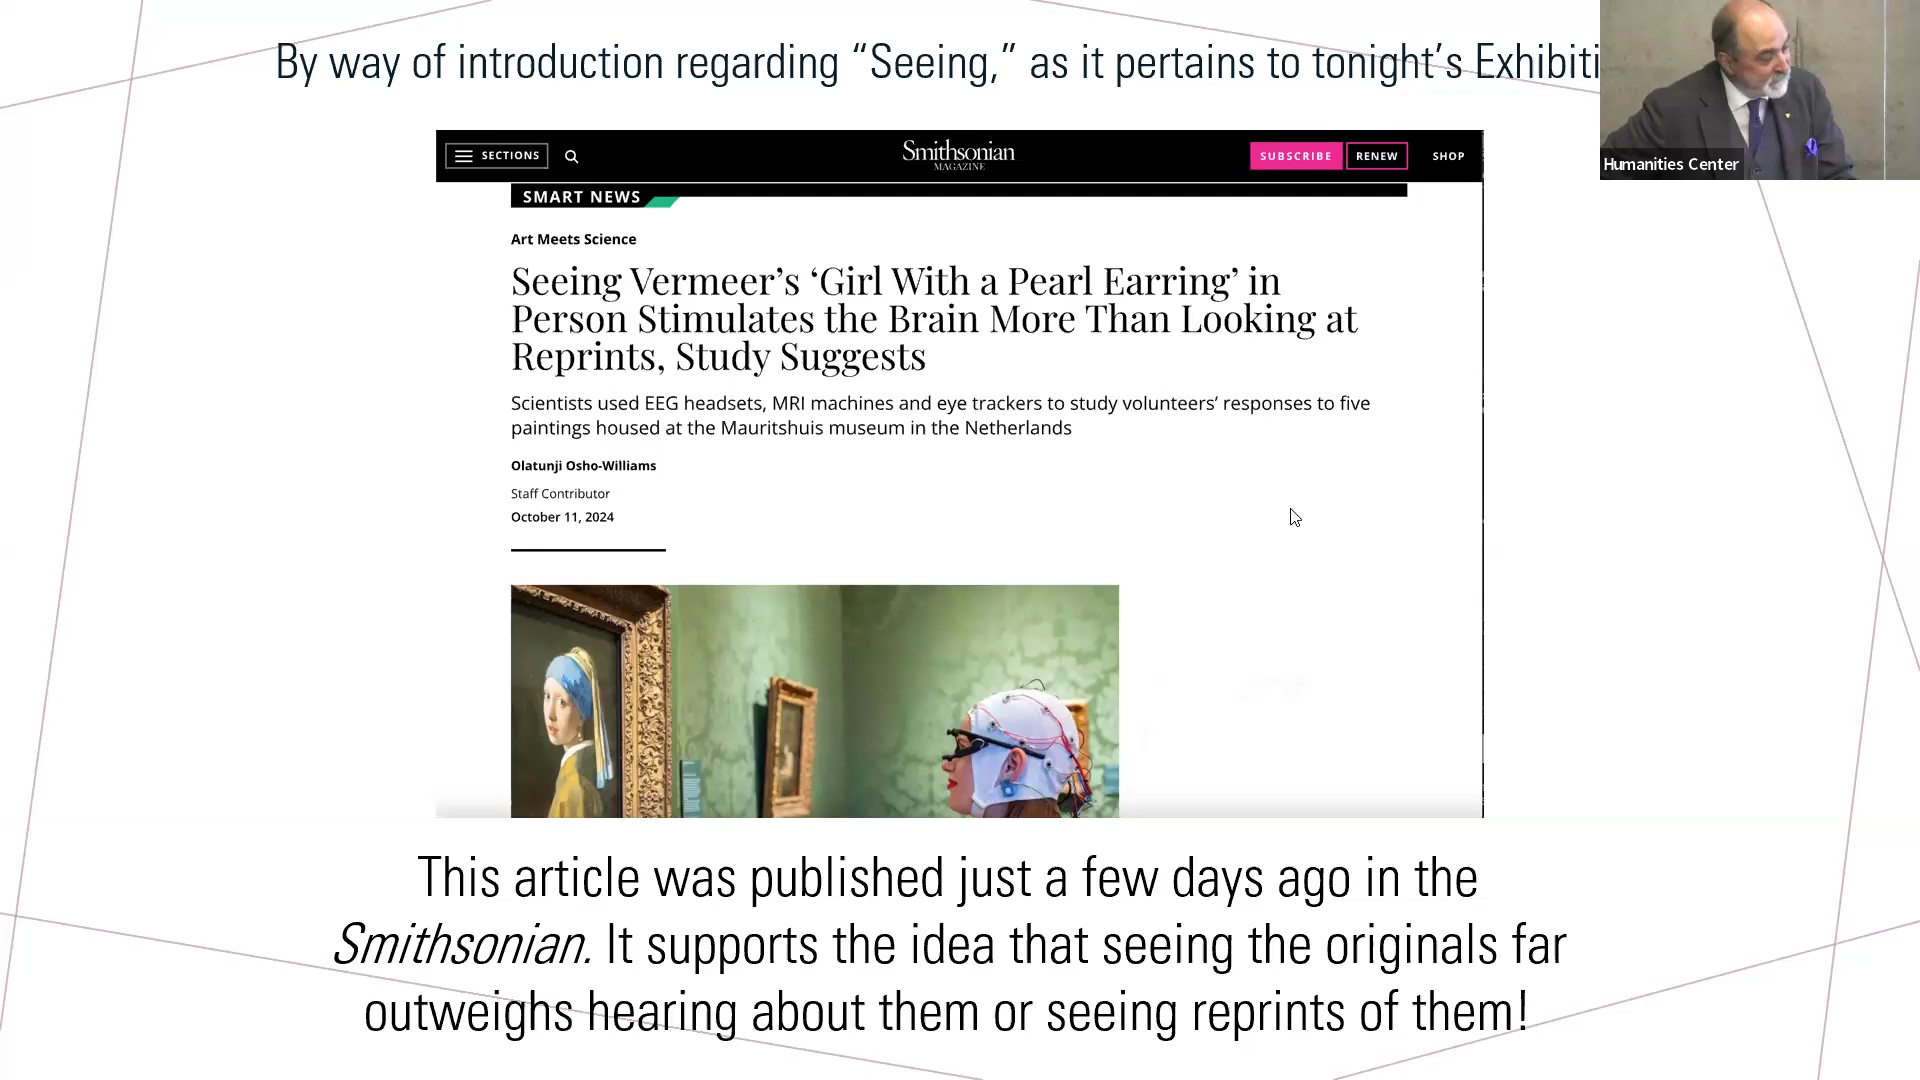 By way of introduction regarding “Seeing,” as it pertains to tonight’s Exhibiti
Humanities Center
SECTIONS
Smithsonian
MAGAZINE
SUBSCRIBE
RENEW
SHOP
SMART NEWS
Art Meets Science
Seeing Vermeer’s ‘Girl With a Pearl Earring’ in
Person Stimulates the Brain More Than Looking at
Reprints, Study Suggests
Scientists used EEG headsets, MRI machines and eye trackers to study volunteers’ responses to five
paintings housed at the Mauritshuis museum in the Netherlands
Olatunji Osho-Williams
Staff Contributor
October 11, 2024
This article was published just a few days ago in the
Smithsonian. It supports the idea that seeing the originals far
outweighs hearing about them or seeing reprints of them!